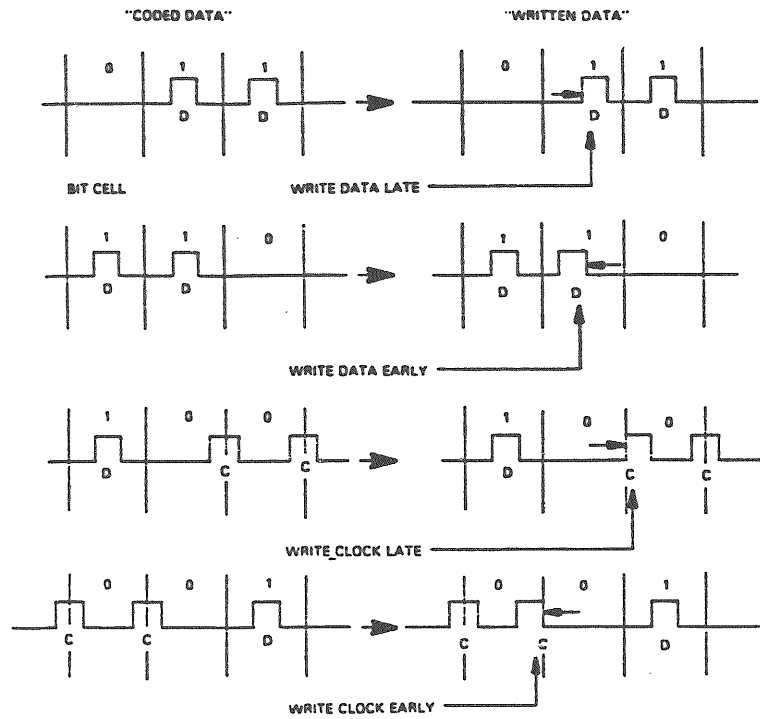 "CODED DATA" "WRITTEN DATA"
0 1 1 0 1 1
D D D D
BIT CELL WRITE DATA LATE
1 1 0 1 1 0
D D D D
WRITE DATA EARLY
1 0 0 1 0 0
D C C D C C
WRITE CLOCK LATE
0 0 1 0 0 1
C C D C C D
WRITE CLOCK EARLY